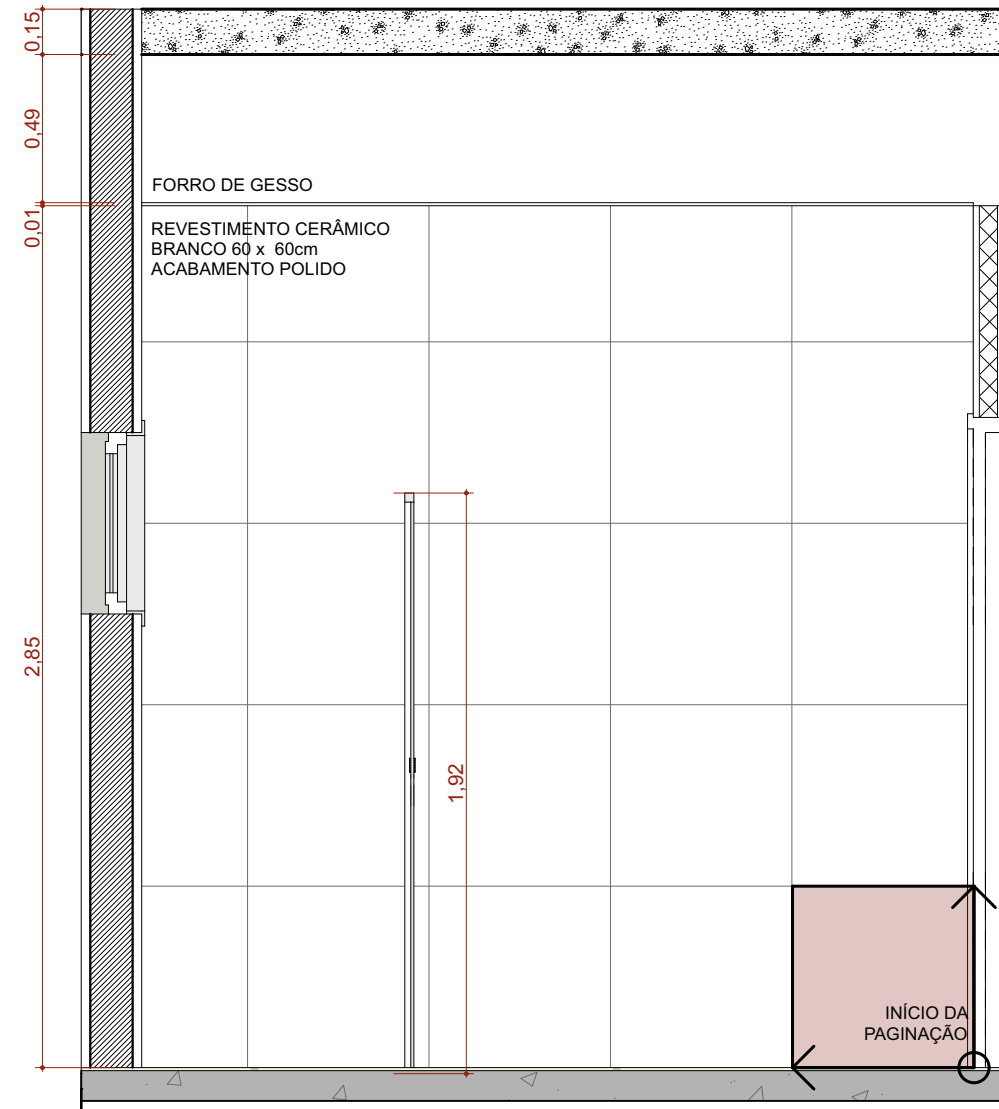 0,15
0,49
FORRO DE GESSO
0,01
REVESTIMENTO CERÂMICO
BRANCO 60 x  60cm
ACABAMENTO POLIDO
2,85
1,92
INÍCIO DA
PAGINAÇÃO